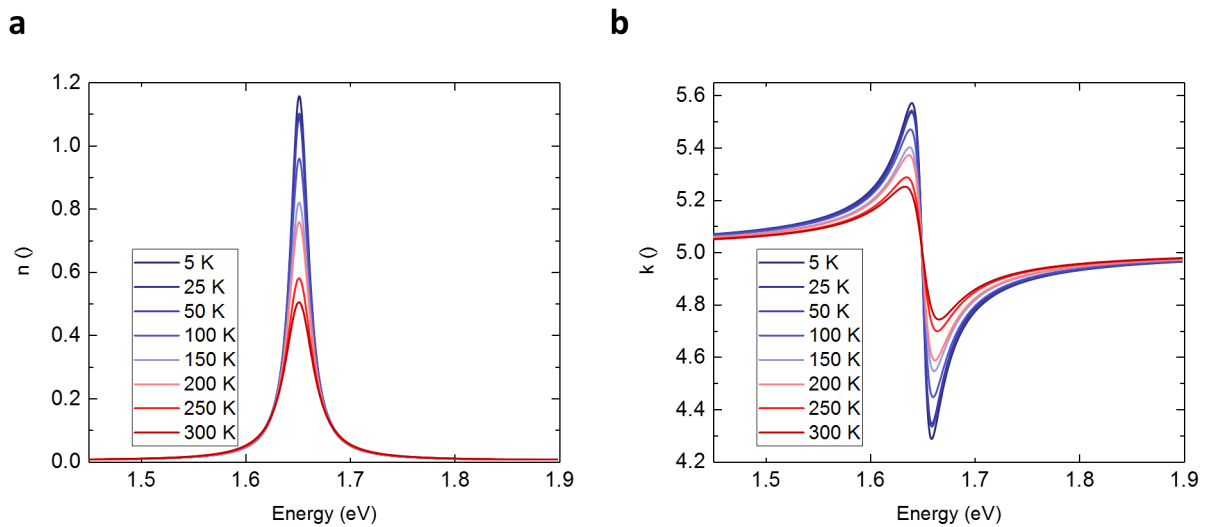 a
b
1.2
1.0
0.8
0.6
0.4
0.2
0.0
n ()
5 K
25 K
50 K
100 K
150 K
200 K
250 K
300 K
1.5
1.6
1.7
1.8
1.9
Energy (eV)
5.6
5.4
5.2
5.0
4.8
4.6
4.4
4.2
k ()
5 K
25 K
50 K
100 K
150 K
200 K
250 K
300 K
1.5
1.6
1.7
1.8
1.9
Energy (eV)